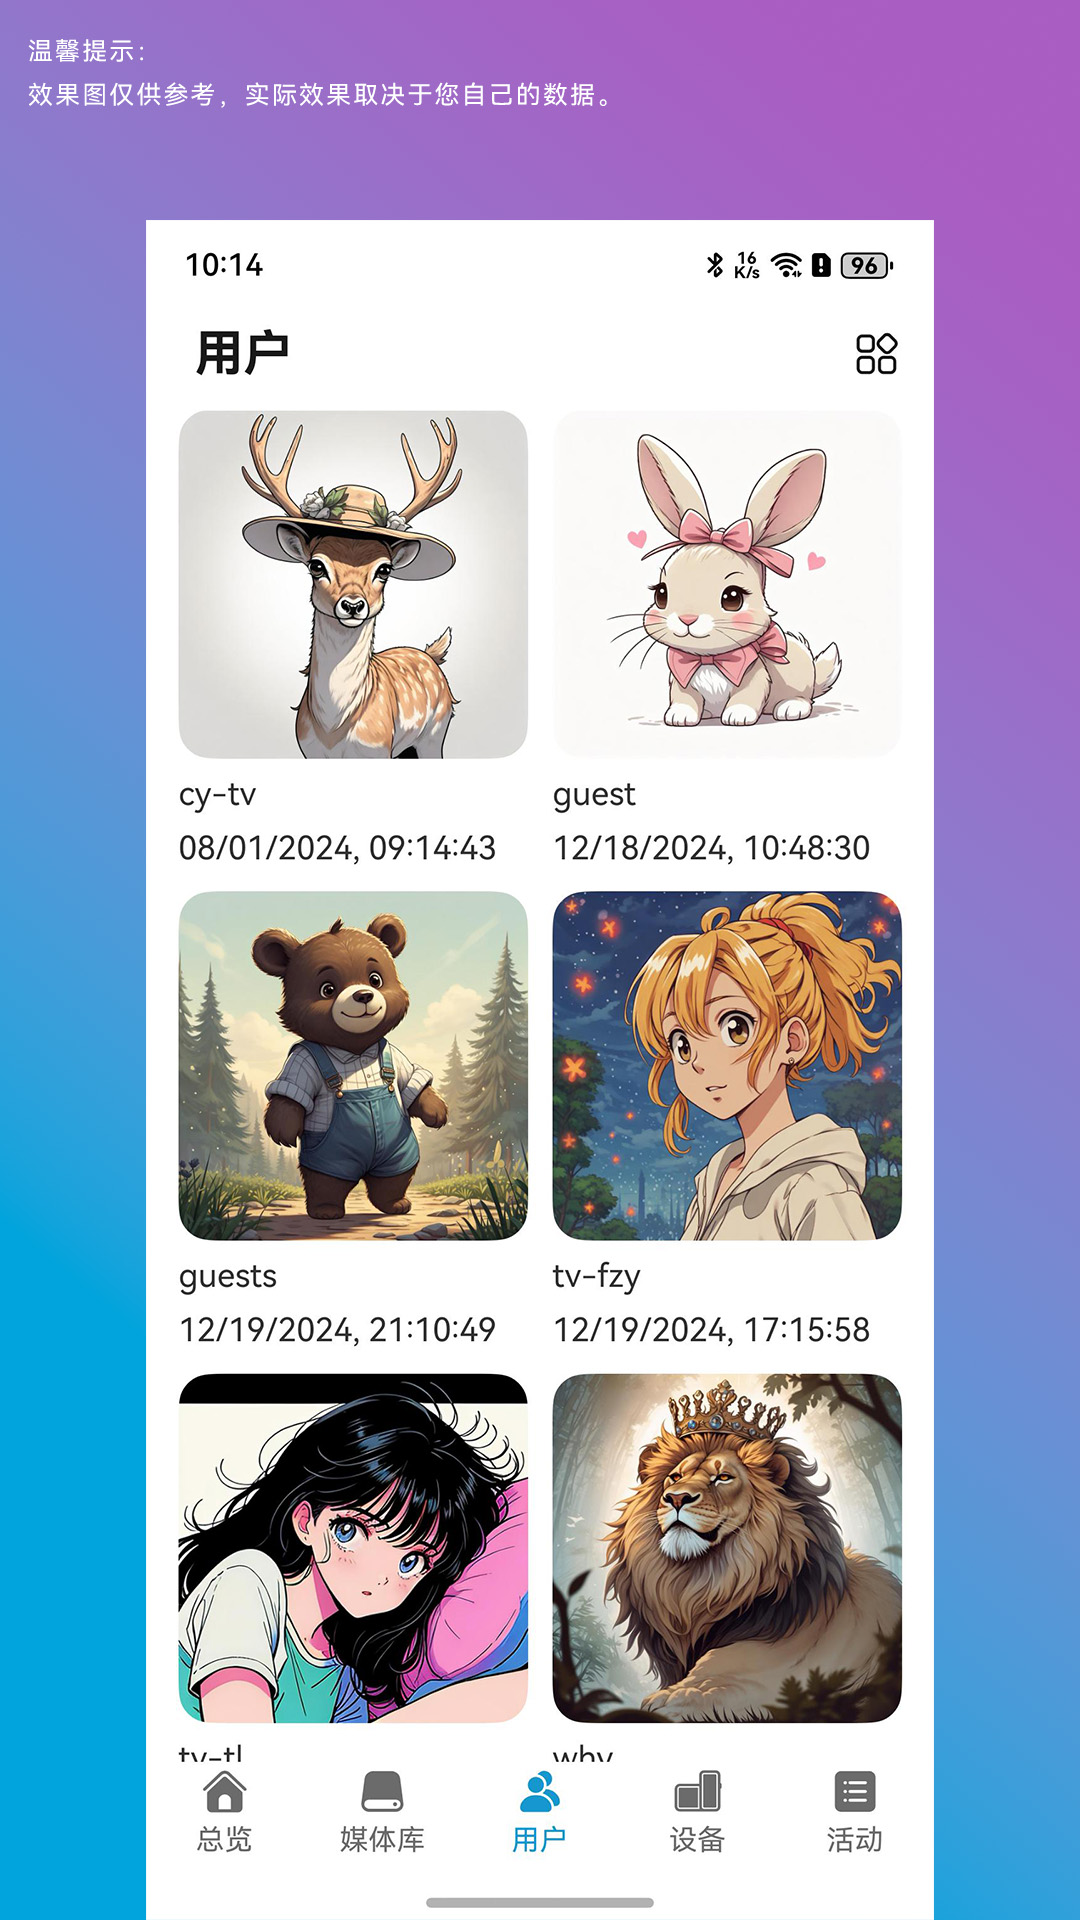 温馨提示：
效果图仅供参考，实际效果取决于您自己的数据。
10:14
16
K/s
96
用户
cy-tv
guest
08/01/2024, 09:14:43
12/18/2024, 10:48:30
guests
tv-fzy
12/19/2024, 21:10:49
12/19/2024, 17:15:58
tv-tl
总览
媒体库
用户
设备
活动